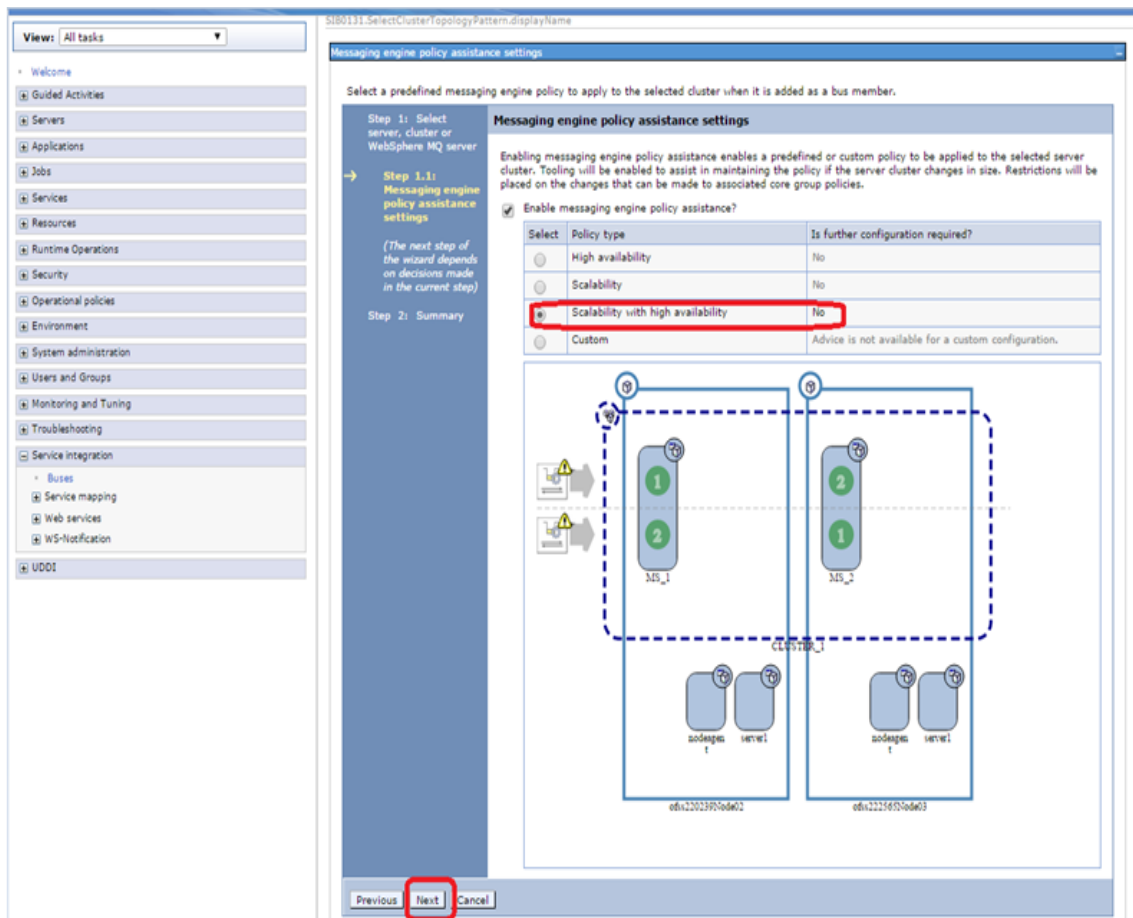 SIB0131.SelectClusterTopologyPattern.displayName
View: All tasks
Welcome
Guided Activities
Servers
Applications
Jobs
Services
Resources
Runtime Operations
Security
Operational policies
Environment
System administration
Users and Groups
Monitoring and Tuning
Troubleshooting
Service integration
Buses
Service mapping
Web services
WS-Notification
UDDI
Messaging engine policy assistance settings
Select a predefined messaging engine policy to apply to the selected cluster when it is added as a bus member.
Step 1: Select
server, cluster or
WebSphere MQ server
Step 1.1:
Messaging engine
policy assistance
settings
(The next step of
the wizard depends
on decisions made
in the current step)
Step 2: Summary
Messaging engine policy assistance settings
Enabling messaging engine policy assistance enables a predefined or custom policy to be applied to the selected server
cluster. Tooling will be enabled to assist in maintaining the policy if the server cluster changes in size. Restrictions will be
placed on the changes that can be made to associated core group policies.
Enable messaging engine policy assistance?
Select Policy type Is further configuration required?
High availability No
Scalability No
Scalability with high availability No
Custom Advice is not available for a custom configuration.
1 2
2 1
MS_1 MS_2
CLUSTER_1
nodeagen
t
server1
nodeagen
t
server1
ofis220239Node02 ofis222565Node03
Previous Next Cancel